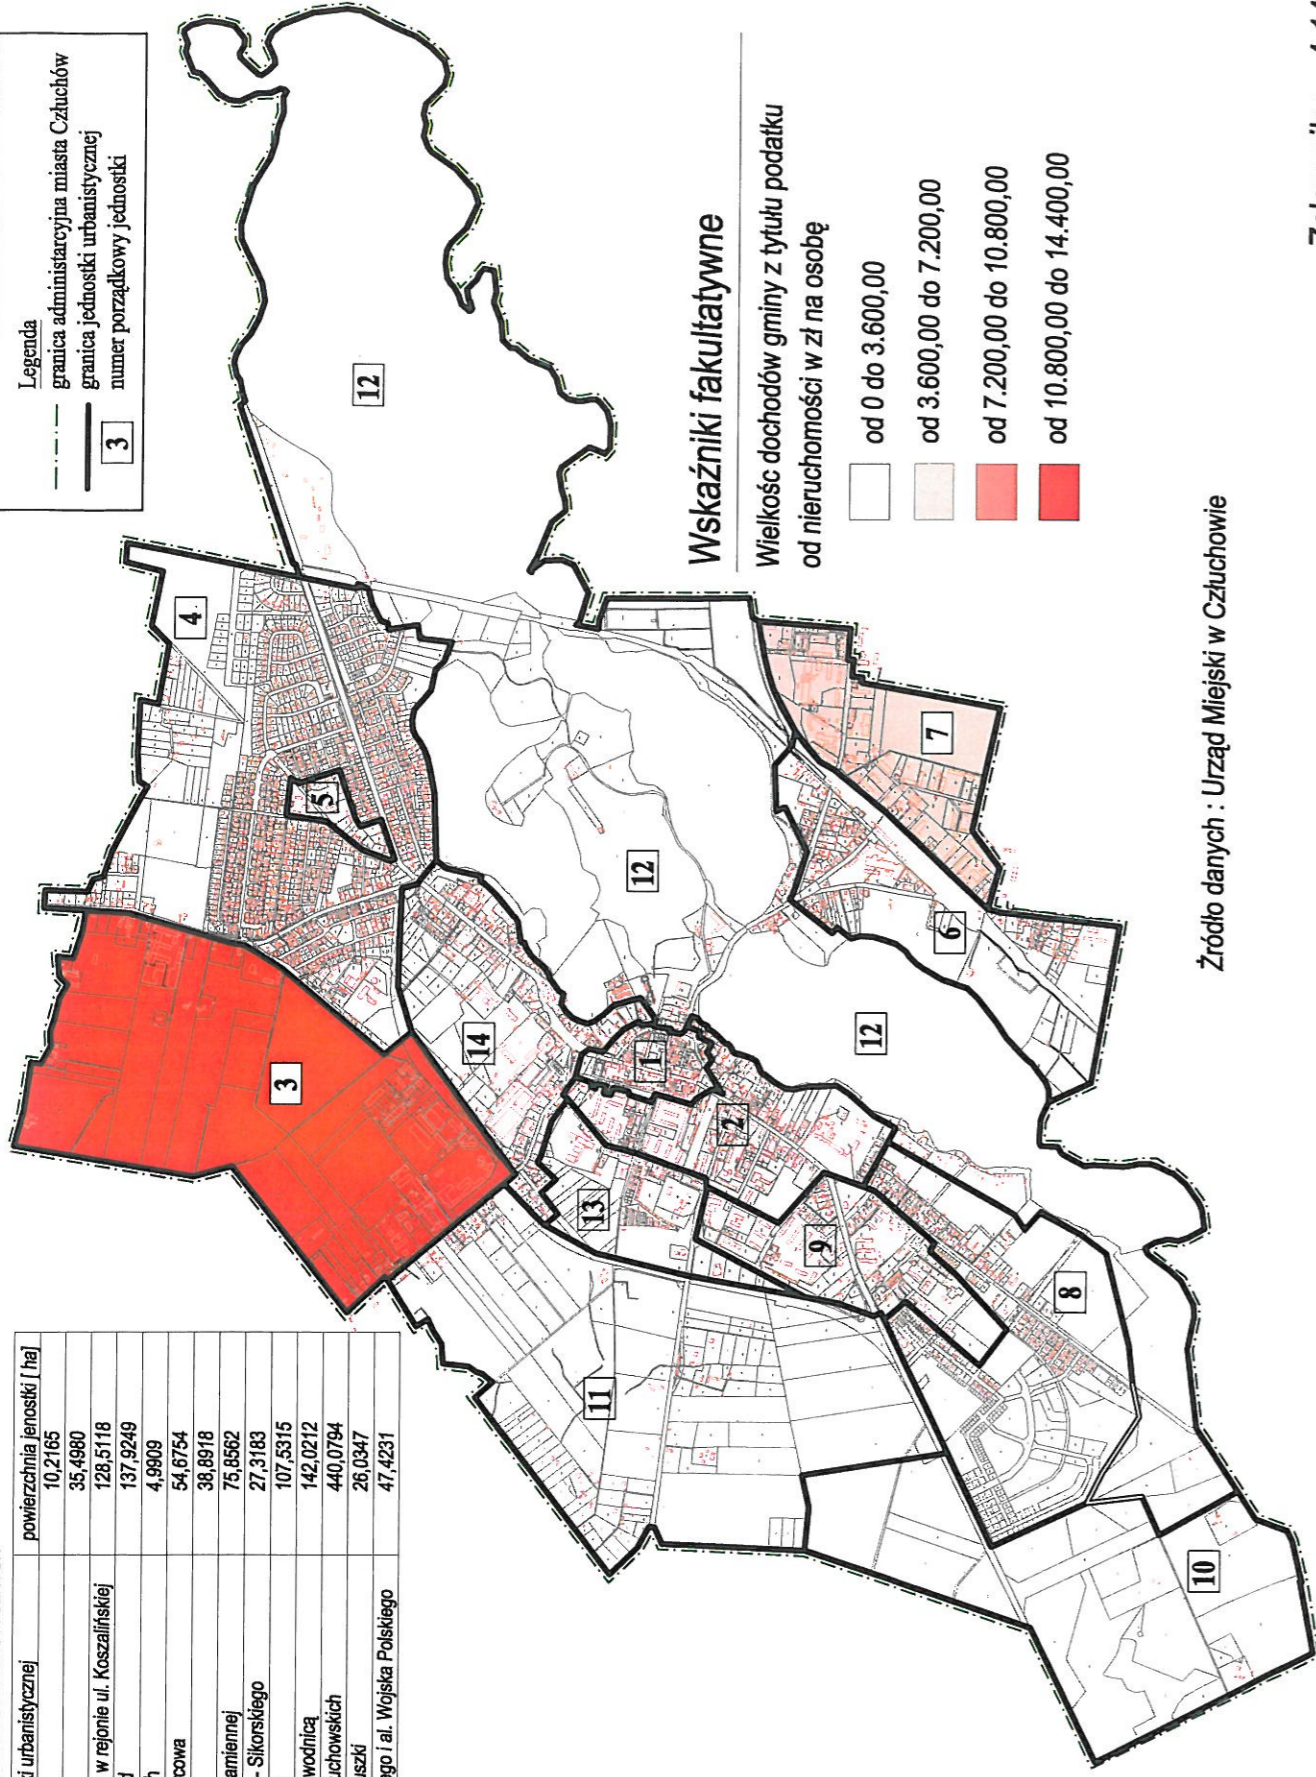 Legenda
granica administarcyjna miasta Człuchów
granica jednostki urbanistycznej
3 numer porządkowy jednostki
i urbanistycznej powierzchnia jenostki [ ha]
10,2165
35,4980
w rejonie ul. Koszalińskiej 128,5118
137,9249
4,9909
54,6754
38,8918
amiennej 75,8562
- Sikorskiego 27,3183
107,5315
wodnicą 142,0212
uchowskich 440,0794
uszki 26,0347
ego i al. Wojska Polskiego 47,4231
Wskaźniki fakultatywne
Wielkośc dochodów gminy z tytułu podatku
od nieruchomości w zł na osobę
od 0 do 3.600,00
od 3.600,00 do 7.200,00
od 7.200,00 do 10.800,00
od 10.800,00 do 14.400,00
12
4
5
3
14
12
7
6
1
12
2
13
9
8
11
10
Źródło danych : Urząd Miejski w Człuchowie